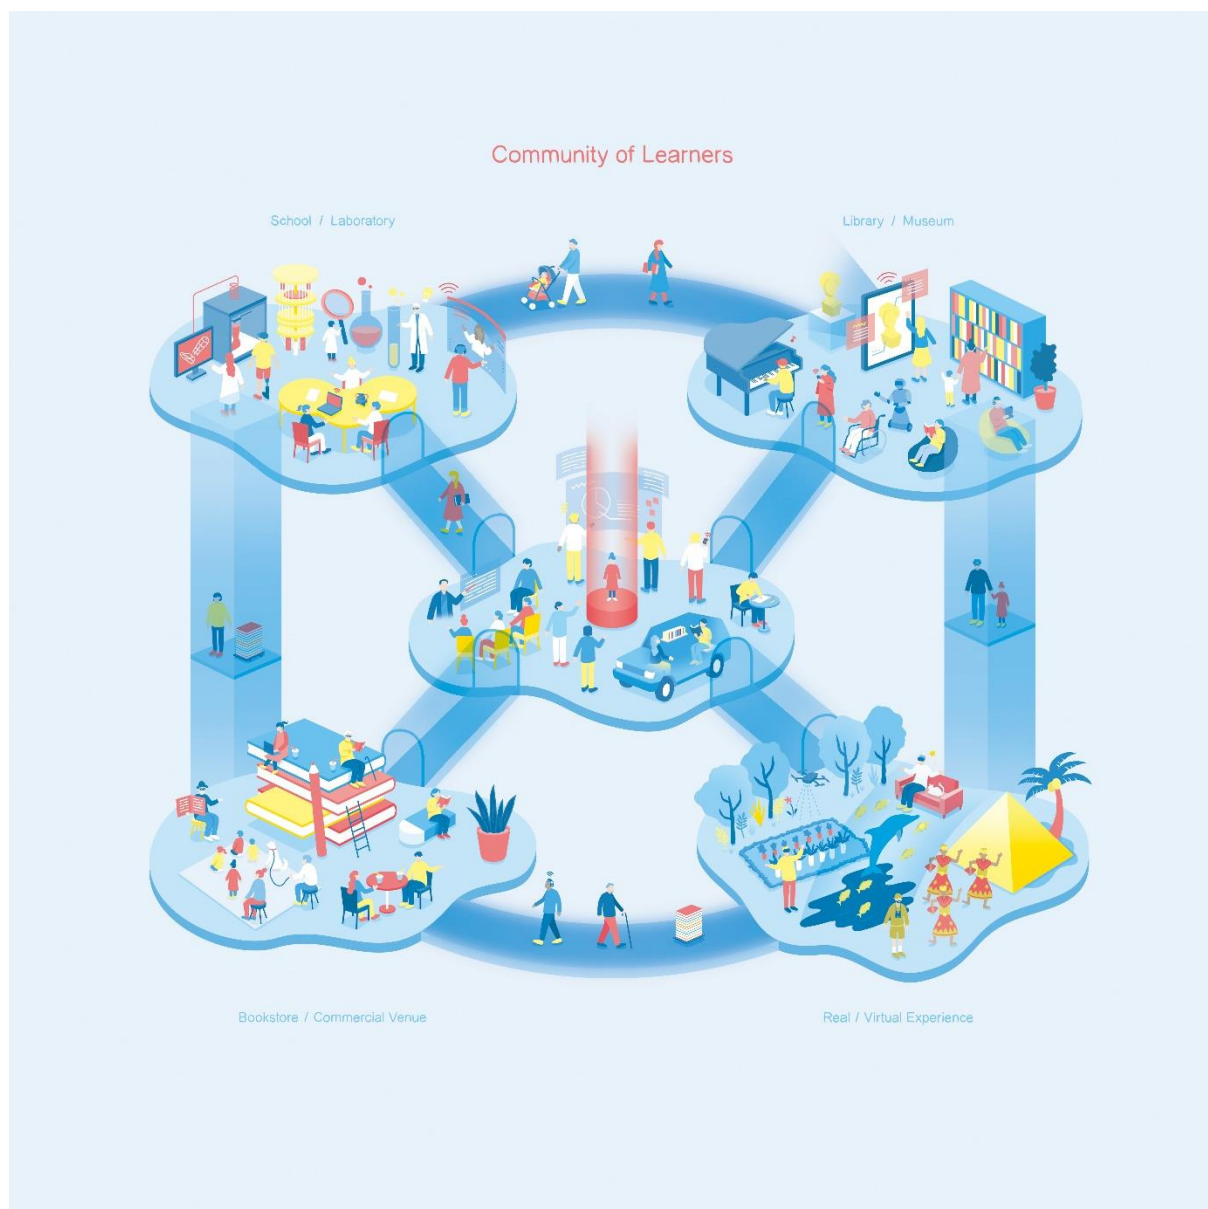 Community of Learners
School / Laboratory
Library / Museum
Bookstore / Commercial Venue
Real / Virtual Experience